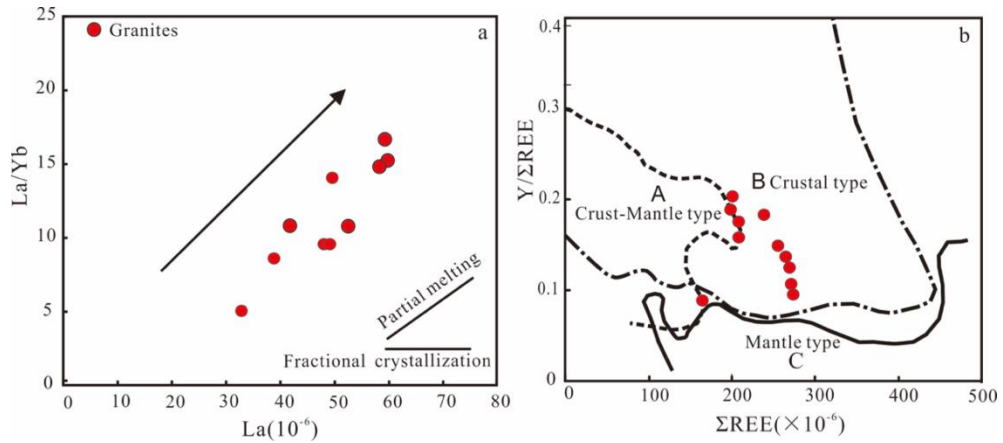 Granites
a
25
20
15
10
5
0
La/Yb
0 10 20 30 40 50 60 70 80
La(10⁻⁶)
Partial melting
Fractional crystallization
b
0.4
0.3
0.2
0.1
0
Y/ΣREE
A
Crust-Mantle type
B Crustal type
Mantle type
C
0 100 200 300 400 500
ΣREE(×10⁻⁶)